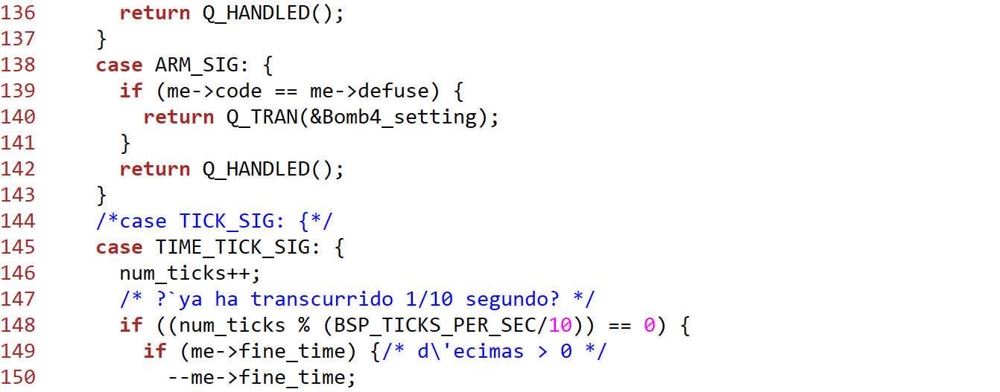 136       return Q_HANDLED();
137     }
138     case ARM_SIG: {
139       if (me->code == me->defuse) {
140         return Q_TRAN(&Bomb4_setting);
141       }
142       return Q_HANDLED();
143     }
144     /*case TICK_SIG: {*/
145     case TIME_TICK_SIG: {
146       num_ticks++;
147       /* ?`ya ha transcurrido 1/10 segundo? */
148       if ((num_ticks % (BSP_TICKS_PER_SEC/10)) == 0) {
149         if (me->fine_time) {/* d\'ecimas > 0 */
150           --me->fine_time;